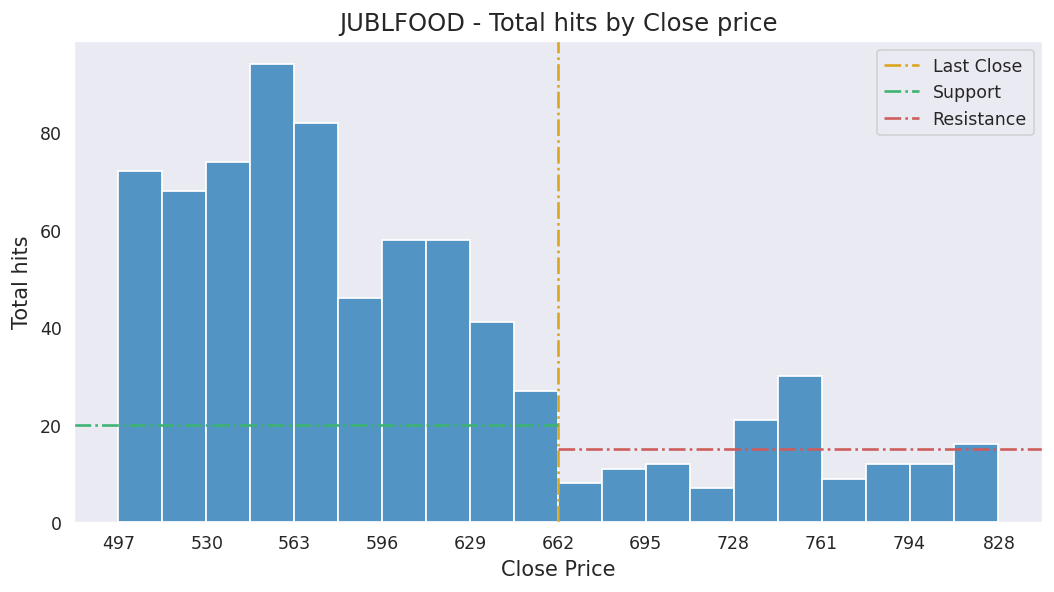 JUBLFOOD - Total hits by Close price
Last Close
Support
Resistance
Total hits
80
60
40
20
0
497 530 563 596 629 662 695 728 761 794 828
Close Price